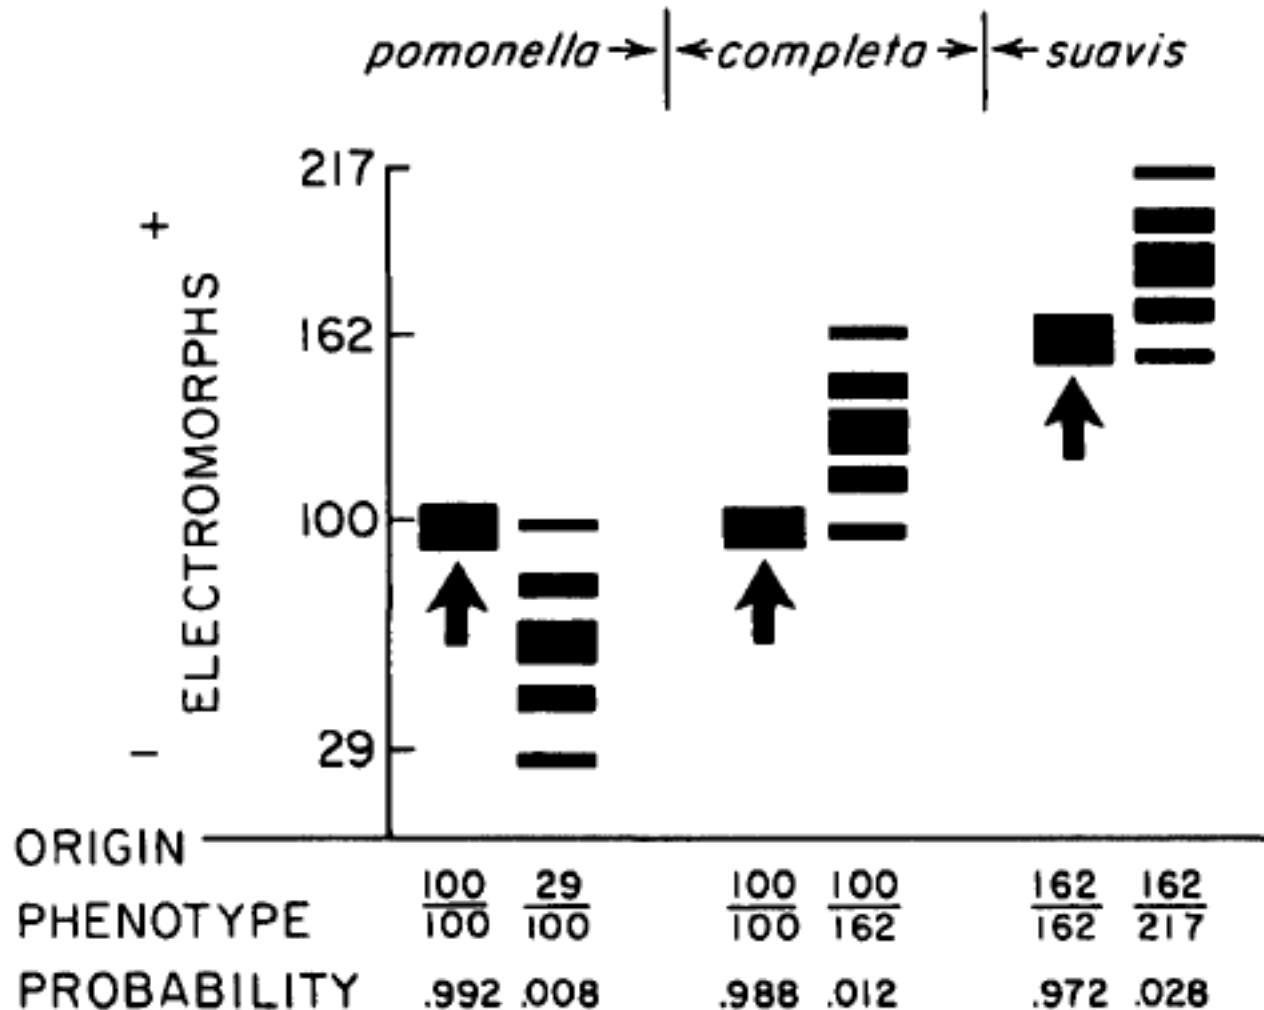 pomonella → | ← completa → | ← suavis
217
+
162
ELECTROMORPHS
100
29
−
ORIGIN
PHENOTYPE 100/100 29/100 100/100 100/162 162/162 162/217
PROBABILITY .992 .008 .988 .012 .972 .028